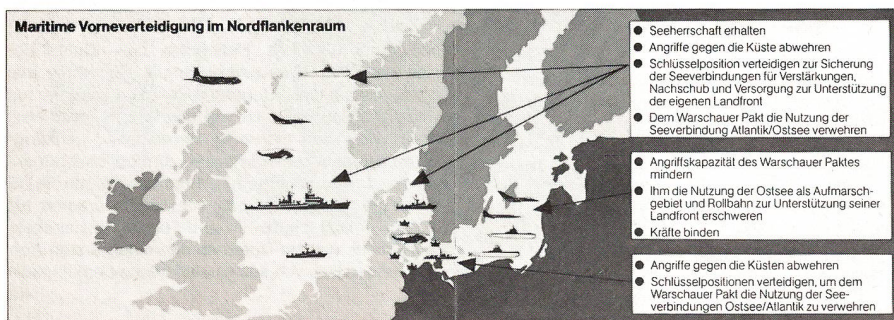 Maritime Vorneverteidigung im Nordflankenraum
● Seeherrschaft erhalten
● Angriffe gegen die Küste abwehren
● Schlüsselposition verteidigen zur Sicherung
der Seeverbindungen für Verstärkungen,
Nachschub und Versorgung zur Unterstützung
der eigenen Landfront
● Dem Warschauer Pakt die Nutzung der
Seeverbindung Atlantik/Ostsee verwehren
● Angriffskapazität des Warschauer Paktes
mindern
● Ihm die Nutzung der Ostsee als Aufmarsch-
gebiet und Rollbahn zur Unterstützung seiner
Landfront erschweren
● Kräfte binden
● Angriffe gegen die Küsten abwehren
● Schlüsselpositionen verteidigen, um dem
Warschauer Pakt die Nutzung der See-
verbindungen Ostsee/Atlantik zu verwehren